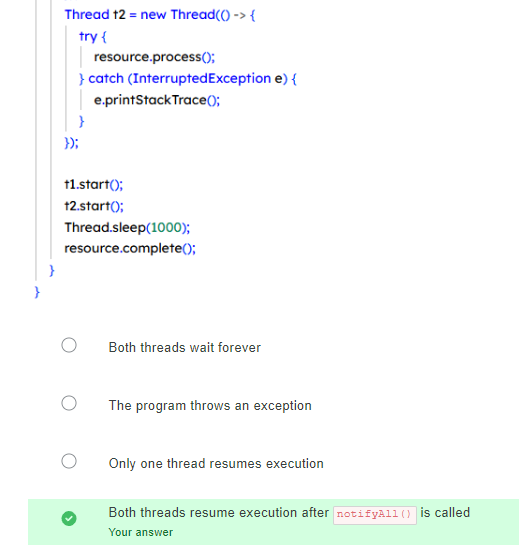 Thread t2 = new Thread(() -> {
try {
resource.process();
} catch (InterruptedException e) {
e.printStackTrace();
}
});
t1.start();
t2.start();
Thread.sleep(1000);
resource.complete();
}
}
Both threads wait forever
The program throws an exception
Only one thread resumes execution
Both threads resume execution after notifyAll() is called
Your answer